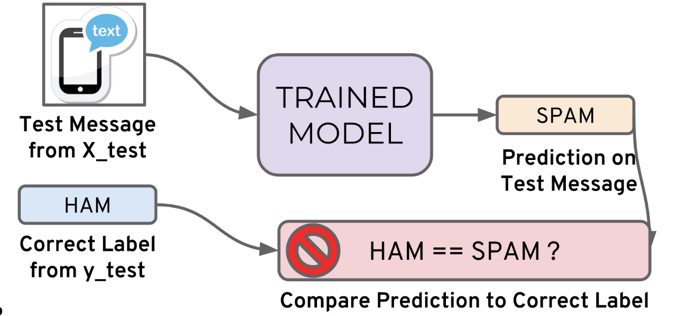 text
Test Message
from X_test
TRAINED
MODEL
SPAM
Prediction on
Test Message
HAM
Correct Label
from y_test
HAM == SPAM ?
Compare Prediction to Correct Label